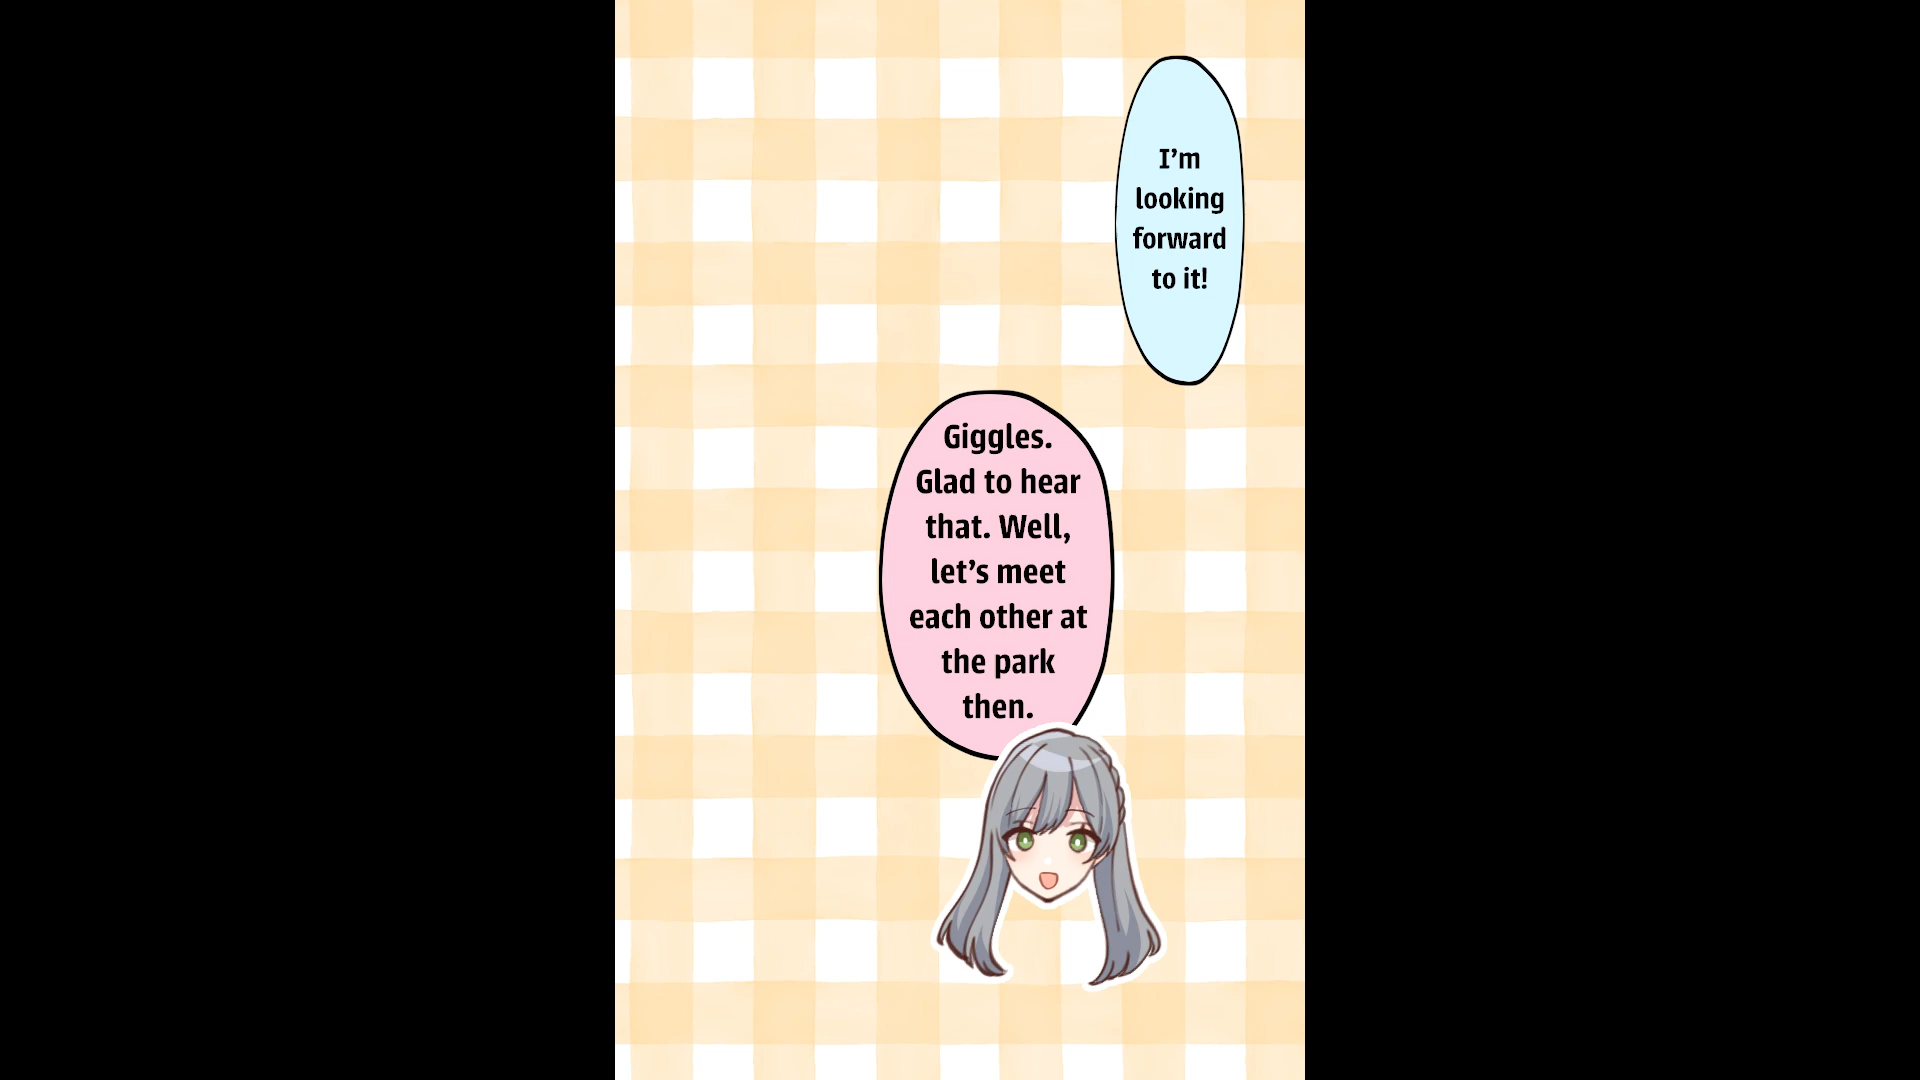 I’m
looking
forward
to it!
Giggles.
Glad to hear
that. Well,
let’s meet
each other at
the park
then.